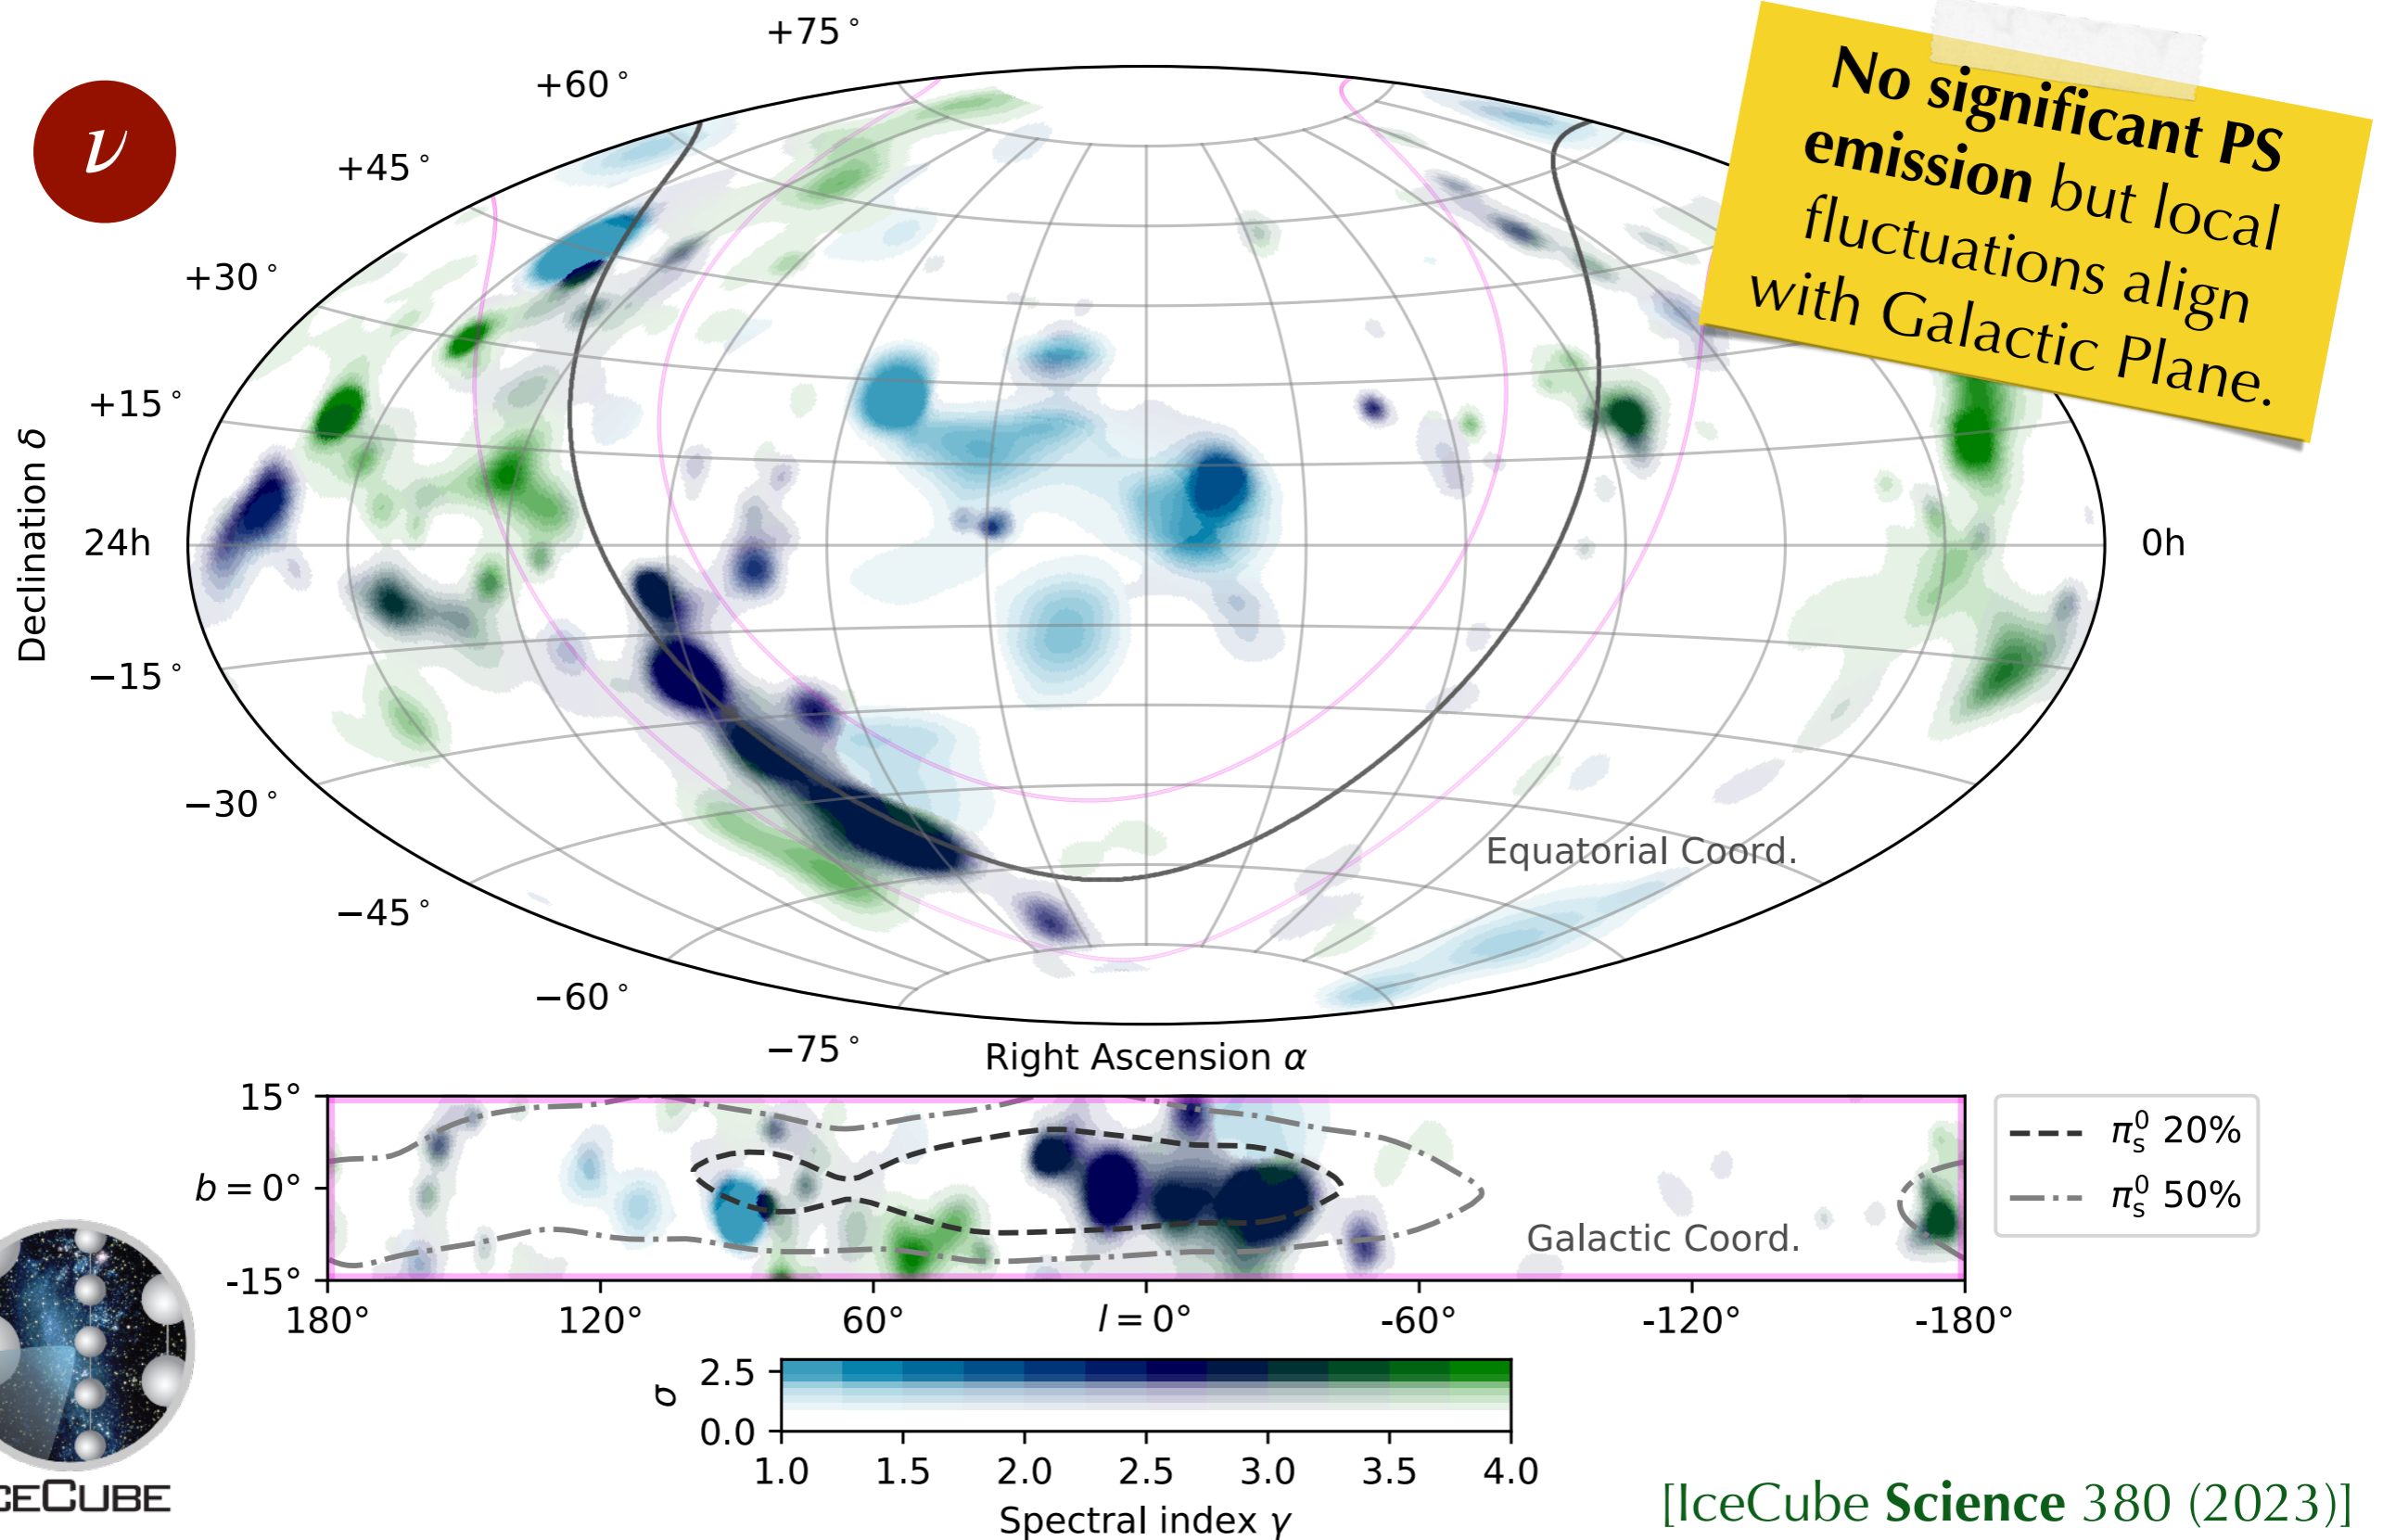 +75°
+60°
+45°
+30°
+15°
24h
0h
−15°
−30°
−45°
−60°
−75°
Declination δ
Right Ascension α
ν
No significant PS
emission but local
fluctuations align
with Galactic Plane.
Equatorial Coord.
15°
b = 0°
-15°
180°
120°
60°
l = 0°
-60°
-120°
-180°
Galactic Coord.
π⁰ₛ 20%
π⁰ₛ 50%
σ
2.5
0.0
1.0
1.5
2.0
2.5
3.0
3.5
4.0
Spectral index γ
CECUBE
[IceCube Science 380 (2023)]